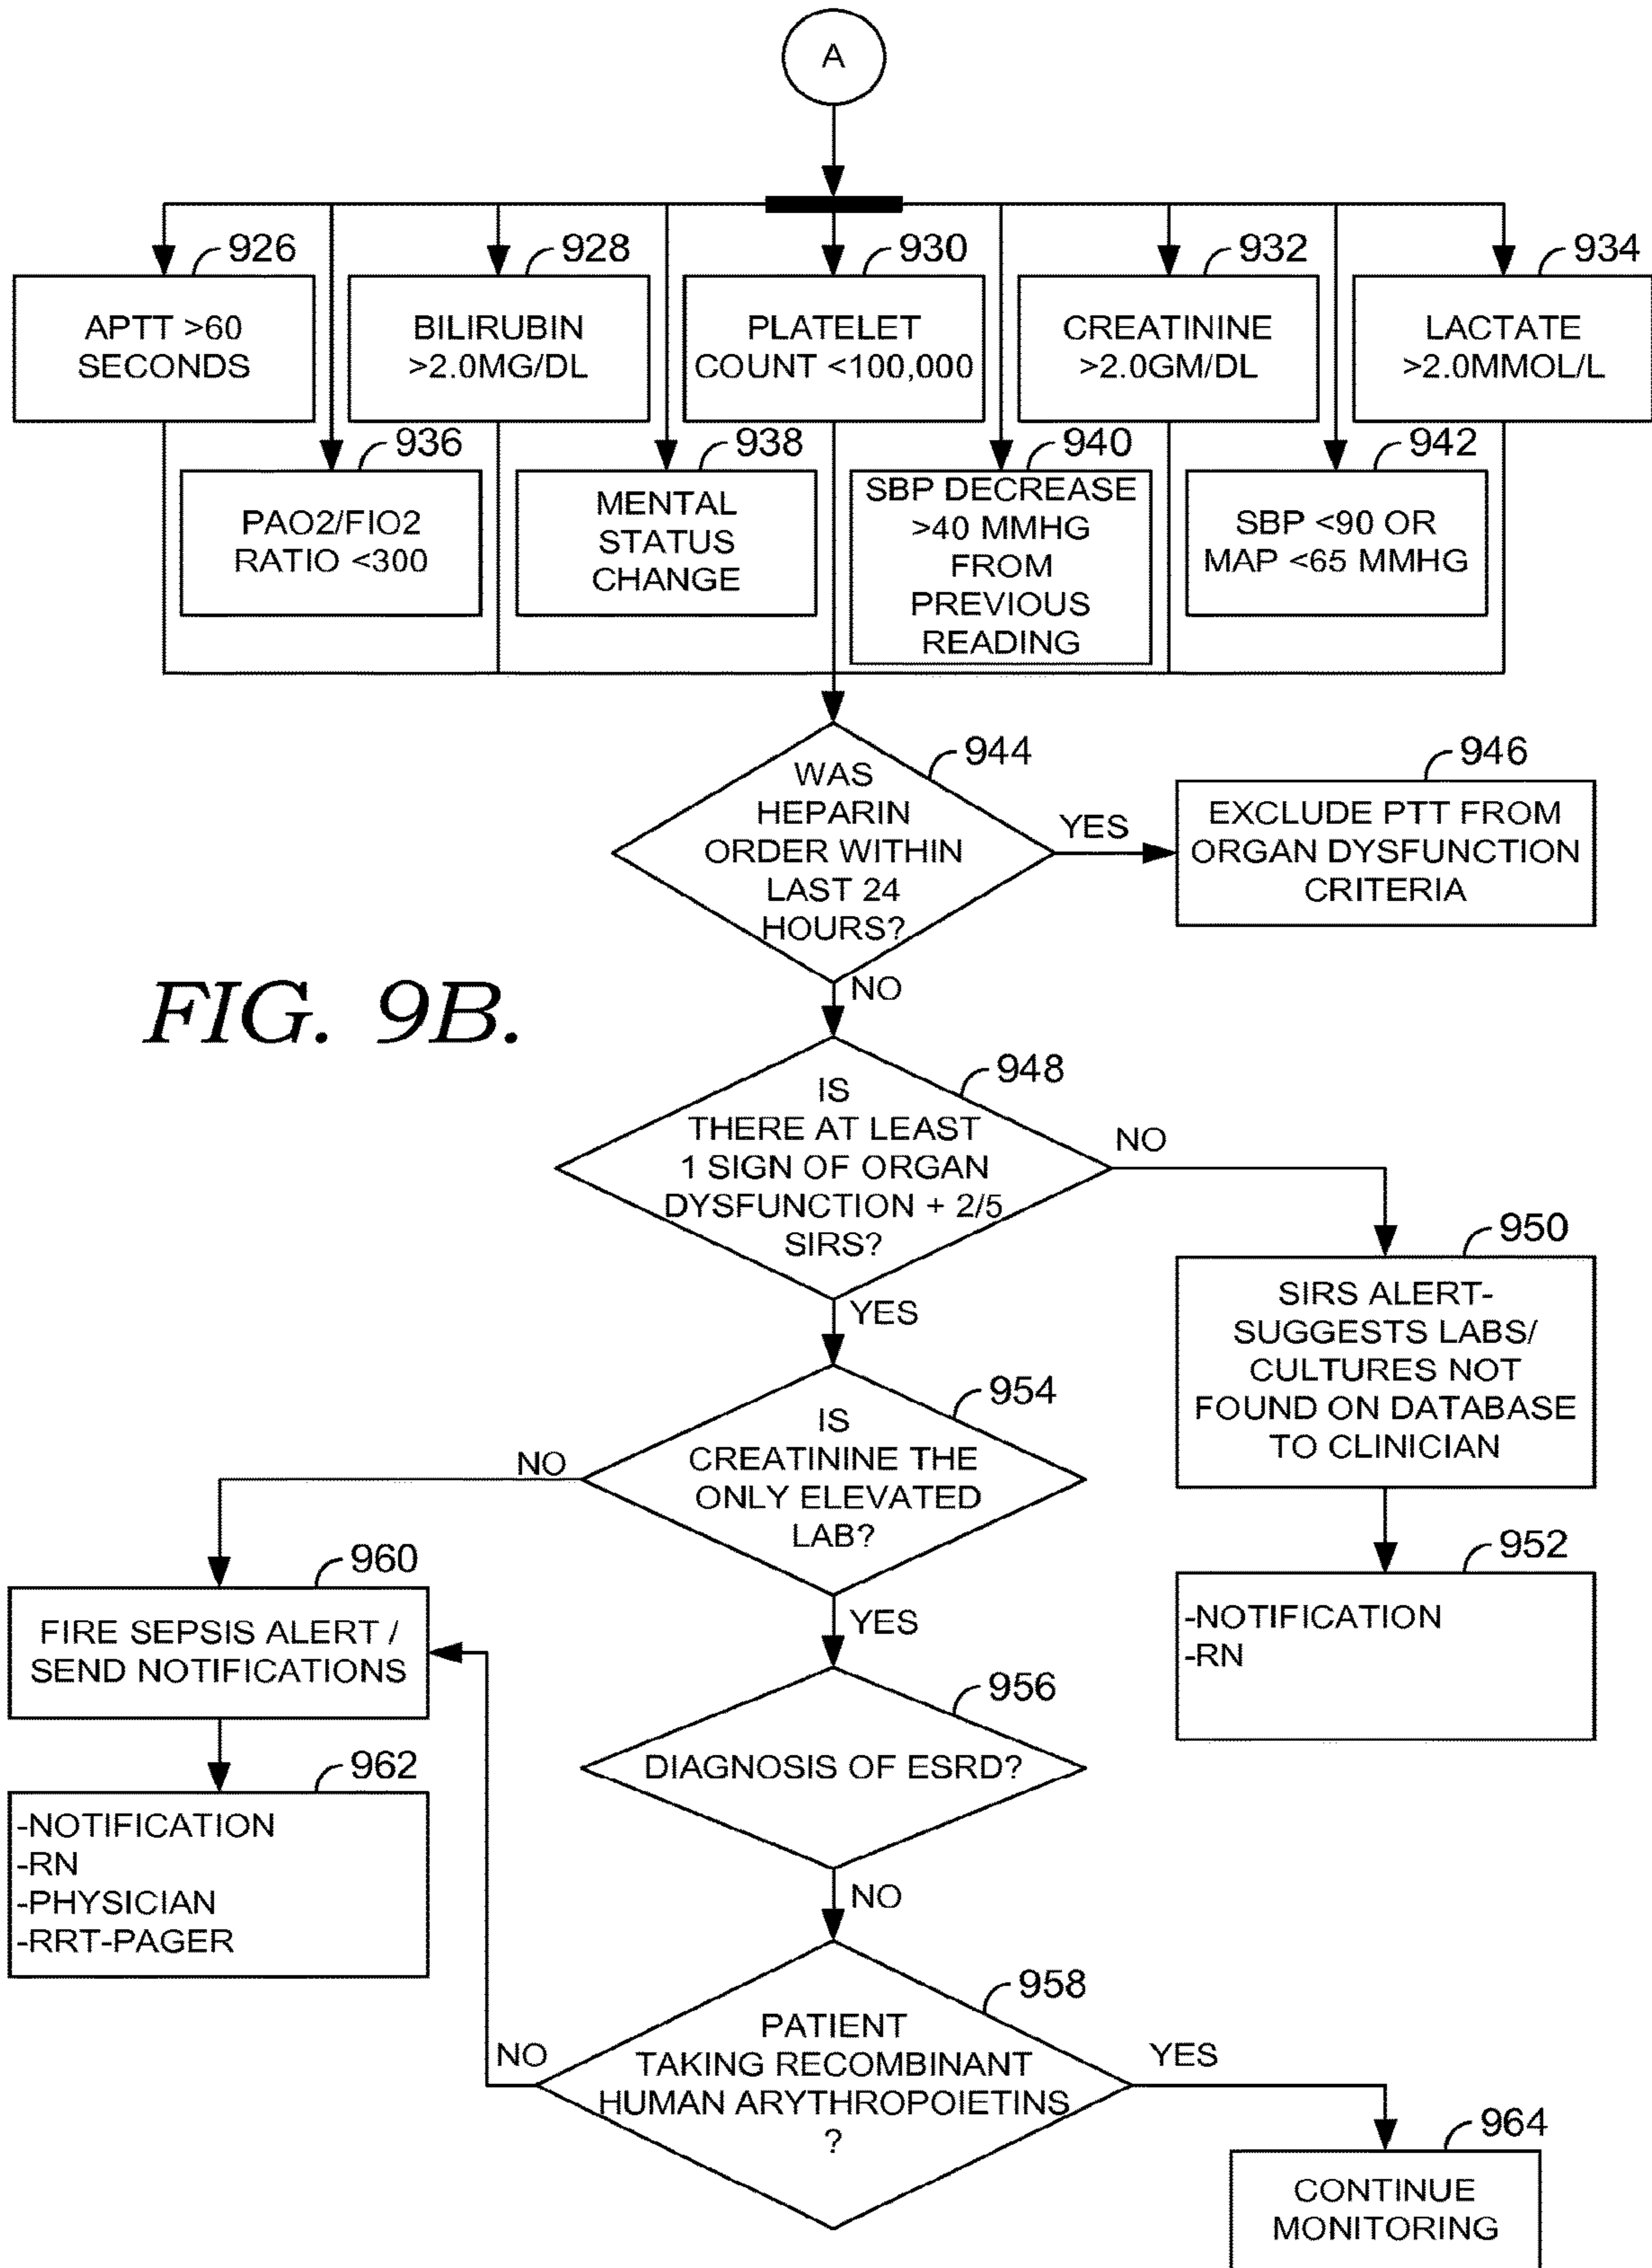 A
926
928
930
932
934
APTT >60
SECONDS
BILIRUBIN
>2.0MG/DL
PLATELET
COUNT <100,000
CREATININE
>2.0GM/DL
LACTATE
>2.0MMOL/L
936
938
940
942
PAO2/FIO2
RATIO <300
MENTAL
STATUS
CHANGE
SBP DECREASE
>40 MMHG
FROM
PREVIOUS
READING
SBP <90 OR
MAP <65 MMHG
944
WAS
HEPARIN
ORDER WITHIN
LAST 24
HOURS?
YES
946
EXCLUDE PTT FROM
ORGAN DYSFUNCTION
CRITERIA
NO
FIG. 9B.
948
IS
THERE AT LEAST
1 SIGN OF ORGAN
DYSFUNCTION + 2/5
SIRS?
NO
YES
950
SIRS ALERT-
SUGGESTS LABS/
CULTURES NOT
FOUND ON DATABASE
TO CLINICIAN
952
-NOTIFICATION
-RN
954
IS
CREATININE THE
ONLY ELEVATED
LAB?
NO
YES
960
FIRE SEPSIS ALERT /
SEND NOTIFICATIONS
962
-NOTIFICATION
-RN
-PHYSICIAN
-RRT-PAGER
956
DIAGNOSIS OF ESRD?
NO
958
PATIENT
TAKING RECOMBINANT
HUMAN ARYTHROPOIETINS
?
NO
YES
964
CONTINUE
MONITORING